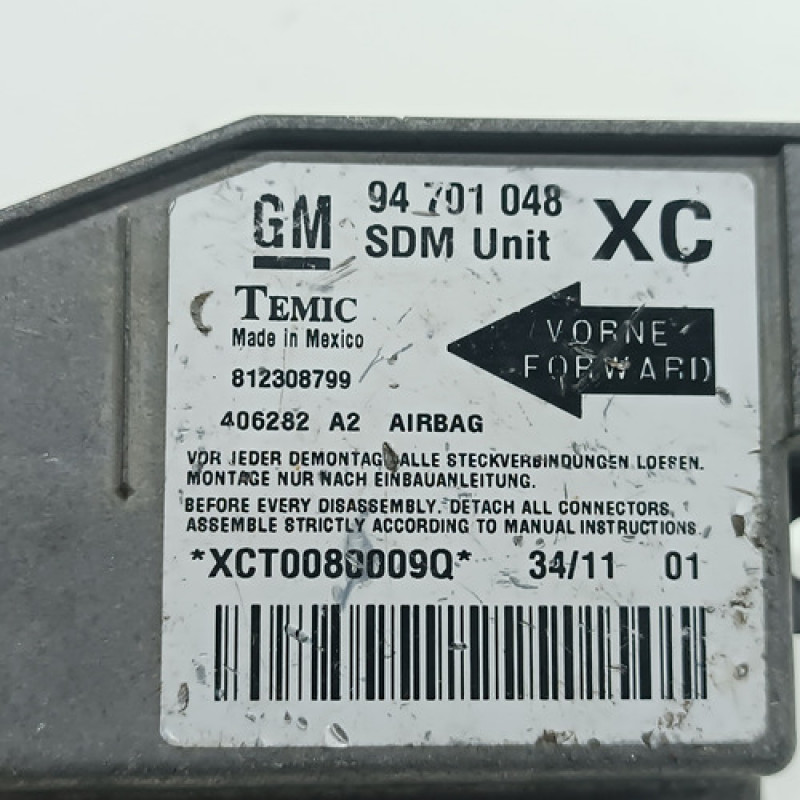 GM 94 701 048 XC
SDM Unit
TEMIC
Made in Mexico
VORNE
FORWARD
812308799
406282 A2 AIRBAG
VOR JEDER DEMONTAGE ALLE STECKVERBINDUNGEN LOESEN.
MONTAGE NUR NACH EINBAUANLEITUNG.
BEFORE EVERY DISASSEMBLY. DETACH ALL CONNECTORS,
ASSEMBLE STRICTLY ACCORDING TO MANUAL INSTRUCTIONS
34/11 01